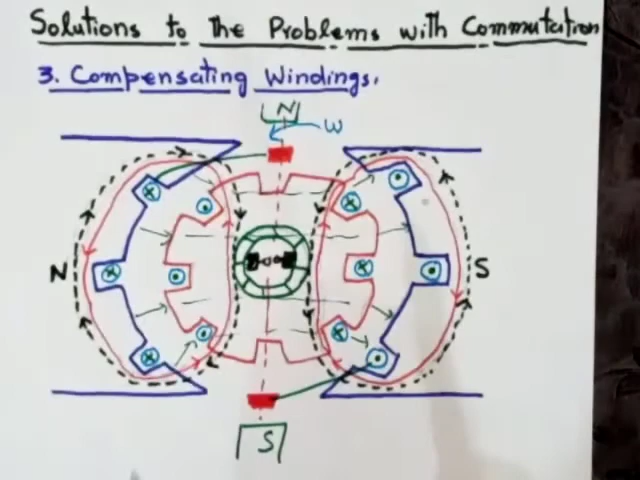 Solutions to the Problems with Commutation
3. Compensating Windings.
N
W
N
S
S